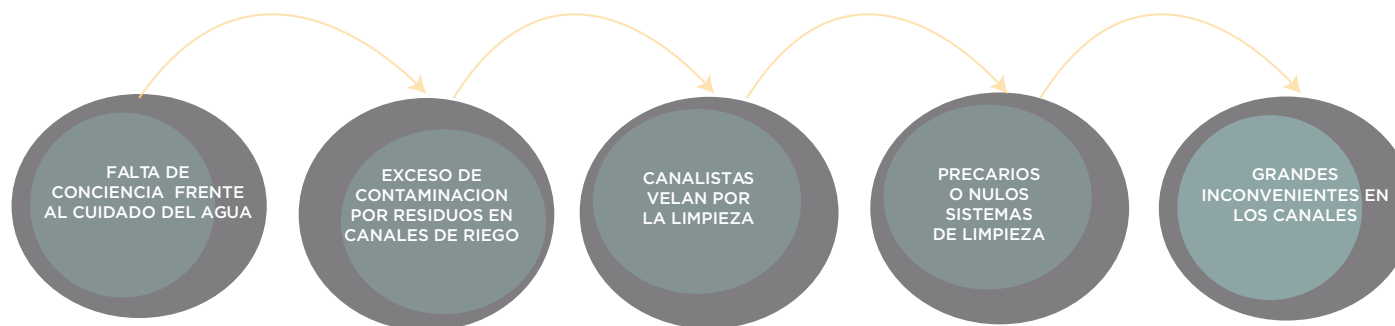 FALTA DE
CONCIENCIA FRENTE
AL CUIDADO DEL AGUA
EXCESO DE
CONTAMINACION
POR RESIDUOS EN
CANALES DE RIEGO
CANALISTAS
VELAN POR
LA LIMPIEZA
PRECARIOS
O NULOS
SISTEMAS
DE LIMPIEZA
GRANDES
INCONVENIENTES EN
LOS CANALES